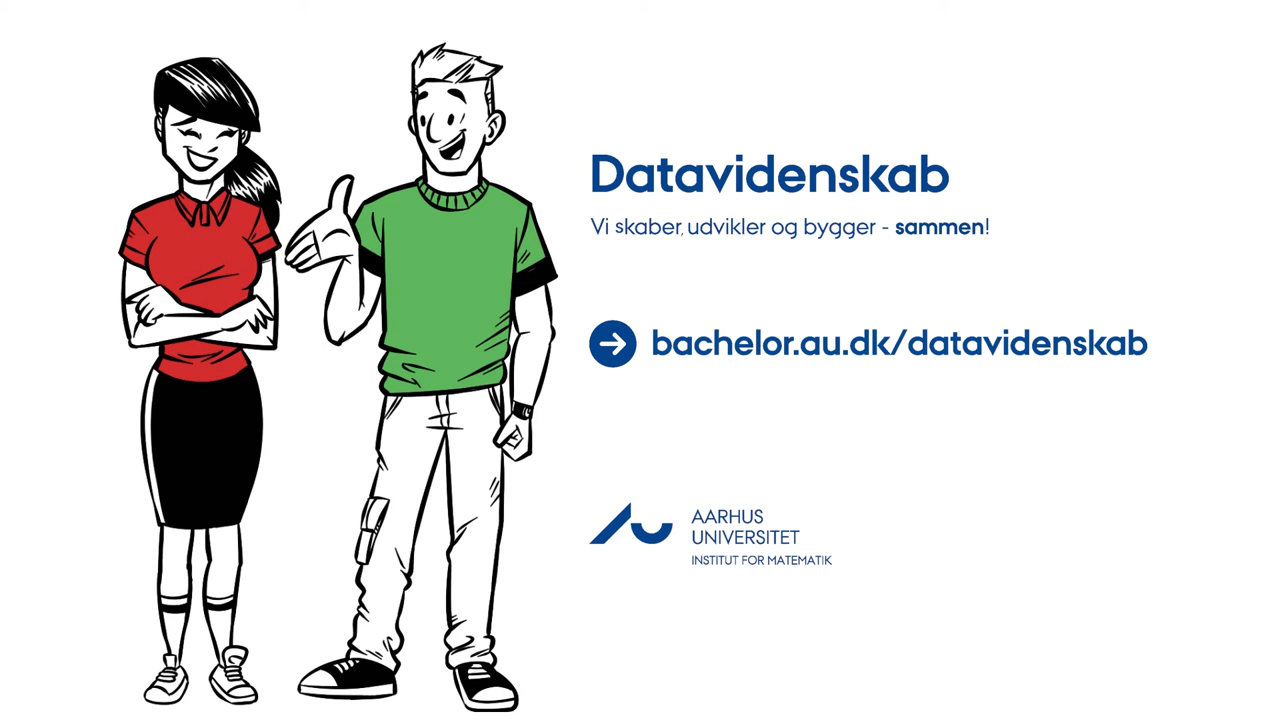 Datavidenskab
Vi skaber, udvikler og bygger - sammen!
bachelor.au.dk/datavidenskab
AARHUS
UNIVERSITET
INSTITUT FOR MATEMATIK